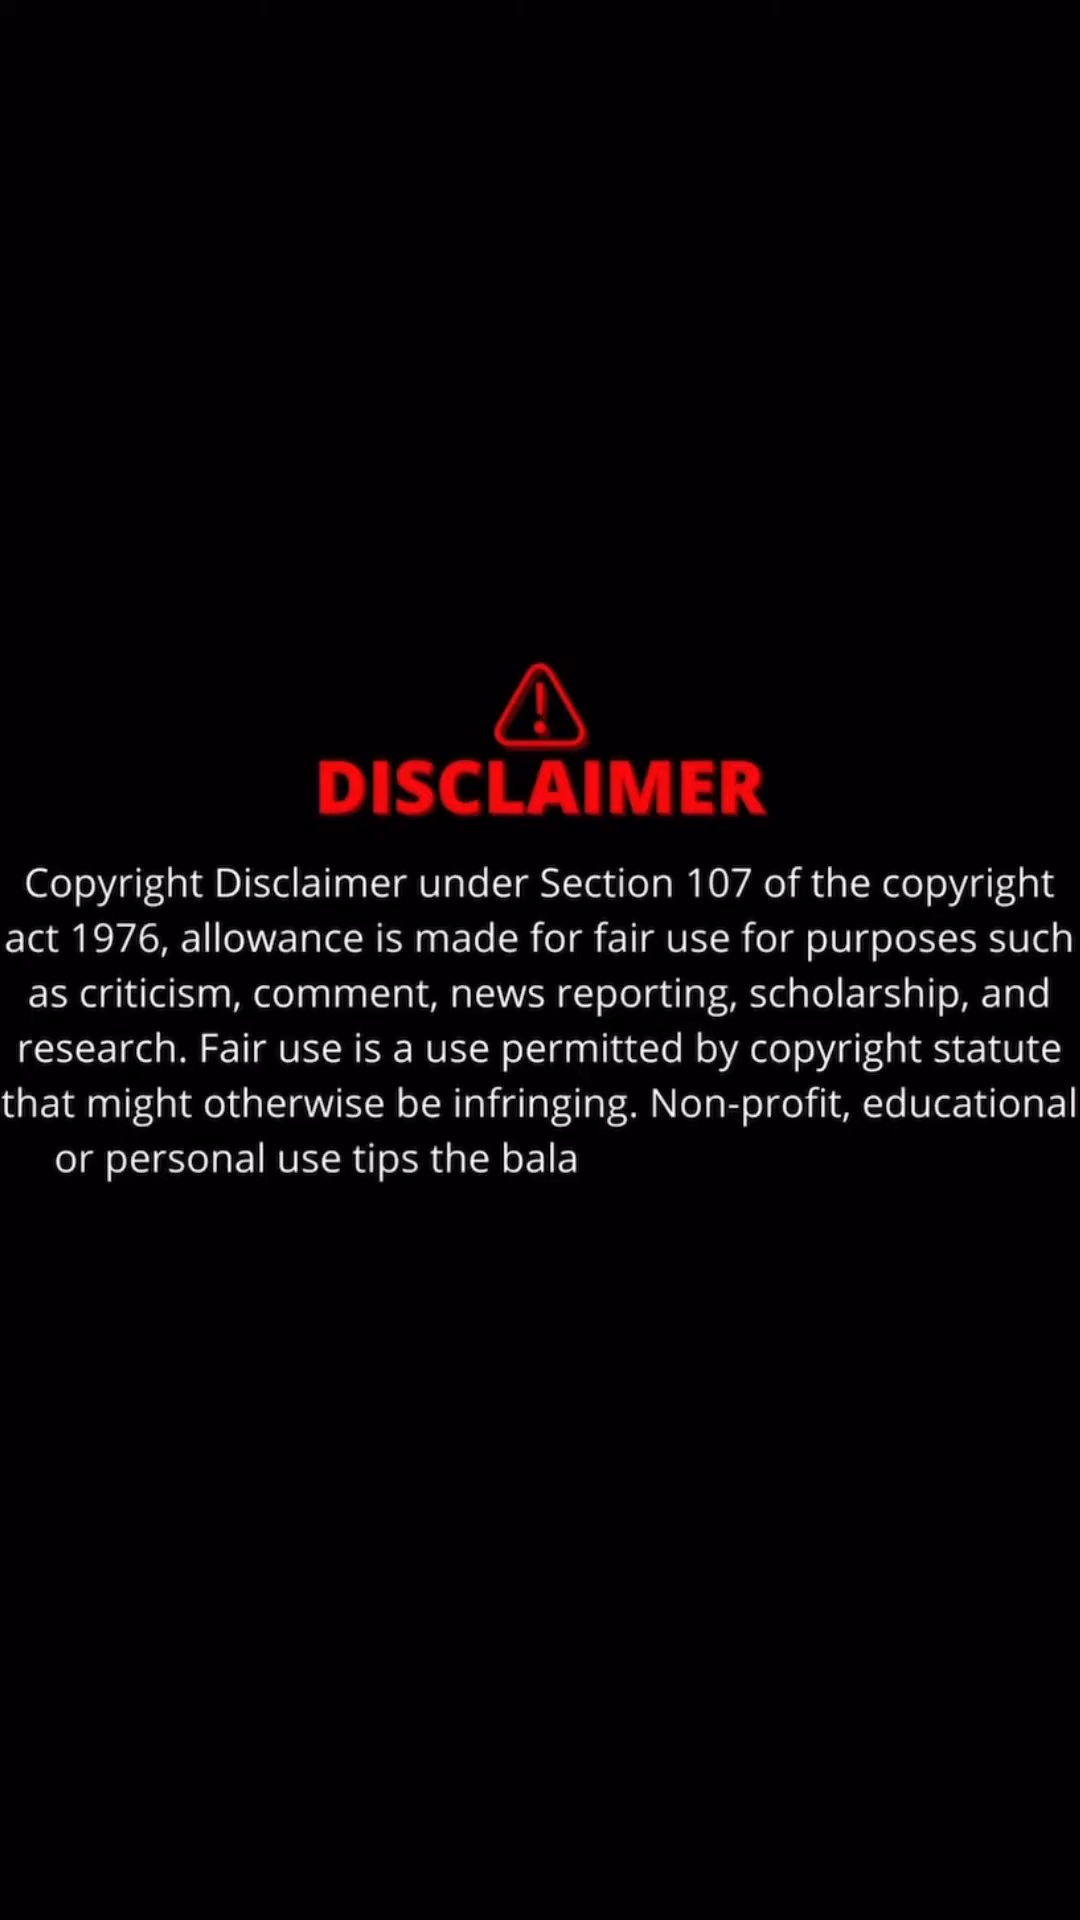 DISCLAIMER
Copyright Disclaimer under Section 107 of the copyright
act 1976, allowance is made for fair use for purposes such
as criticism, comment, news reporting, scholarship, and
research. Fair use is a use permitted by copyright statute
that might otherwise be infringing. Non-profit, educational
or personal use tips the bala